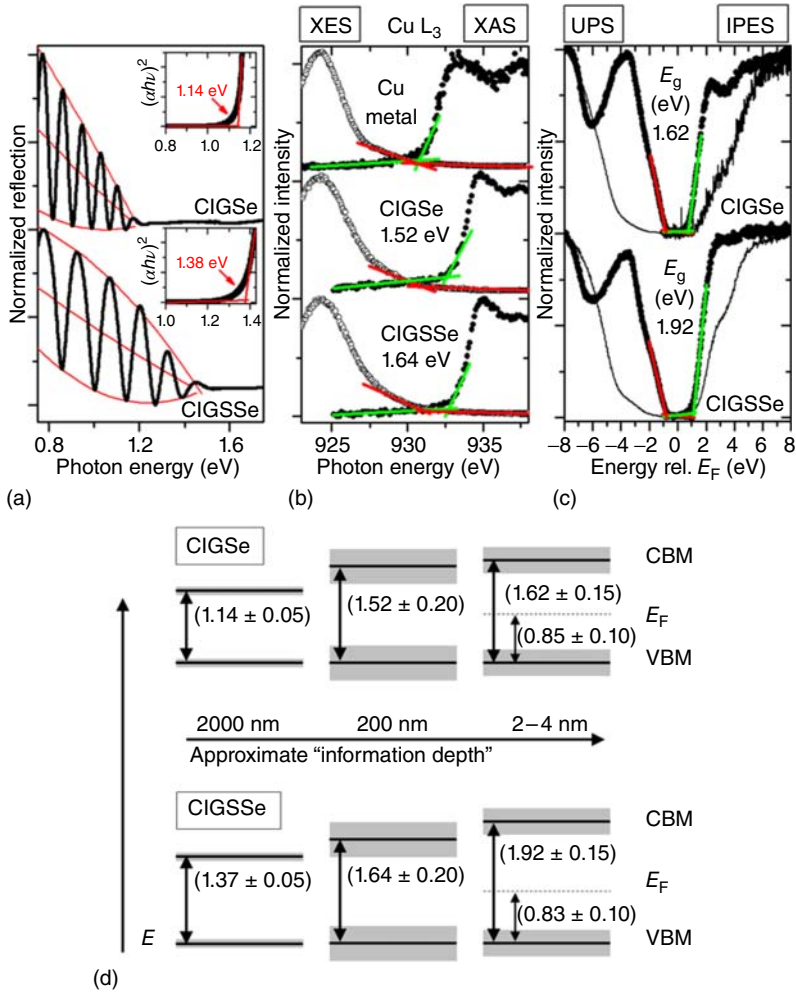 Normalized reflection
(αhν)²
1.14 eV
0.8 1.0 1.2
CIGSe
(αhν)²
1.38 eV
1.0 1.2 1.4
CIGSSe
0.8 1.2 1.6
Photon energy (eV)
(a)
XES Cu L₃ XAS
Normalized intensity
Cu
metal
CIGSe
1.52 eV
CIGSSe
1.64 eV
925 930 935
Photon energy (eV)
(b)
UPS IPES
Normalized intensity
E_g
(eV)
1.62
CIGSe
E_g
(eV)
1.92
CIGSSe
−8 −6 −4 −2 0 2 4 6 8
Energy rel. E_F (eV)
(c)
CIGSe
CBM
(1.14 ± 0.05)
(1.52 ± 0.20)
(1.62 ± 0.15)
E_F
(0.85 ± 0.10)
VBM
2000 nm 200 nm 2−4 nm
Approximate “information depth”
CIGSSe
CBM
(1.37 ± 0.05)
(1.64 ± 0.20)
(1.92 ± 0.15)
E_F
(0.83 ± 0.10)
E
VBM
(d)